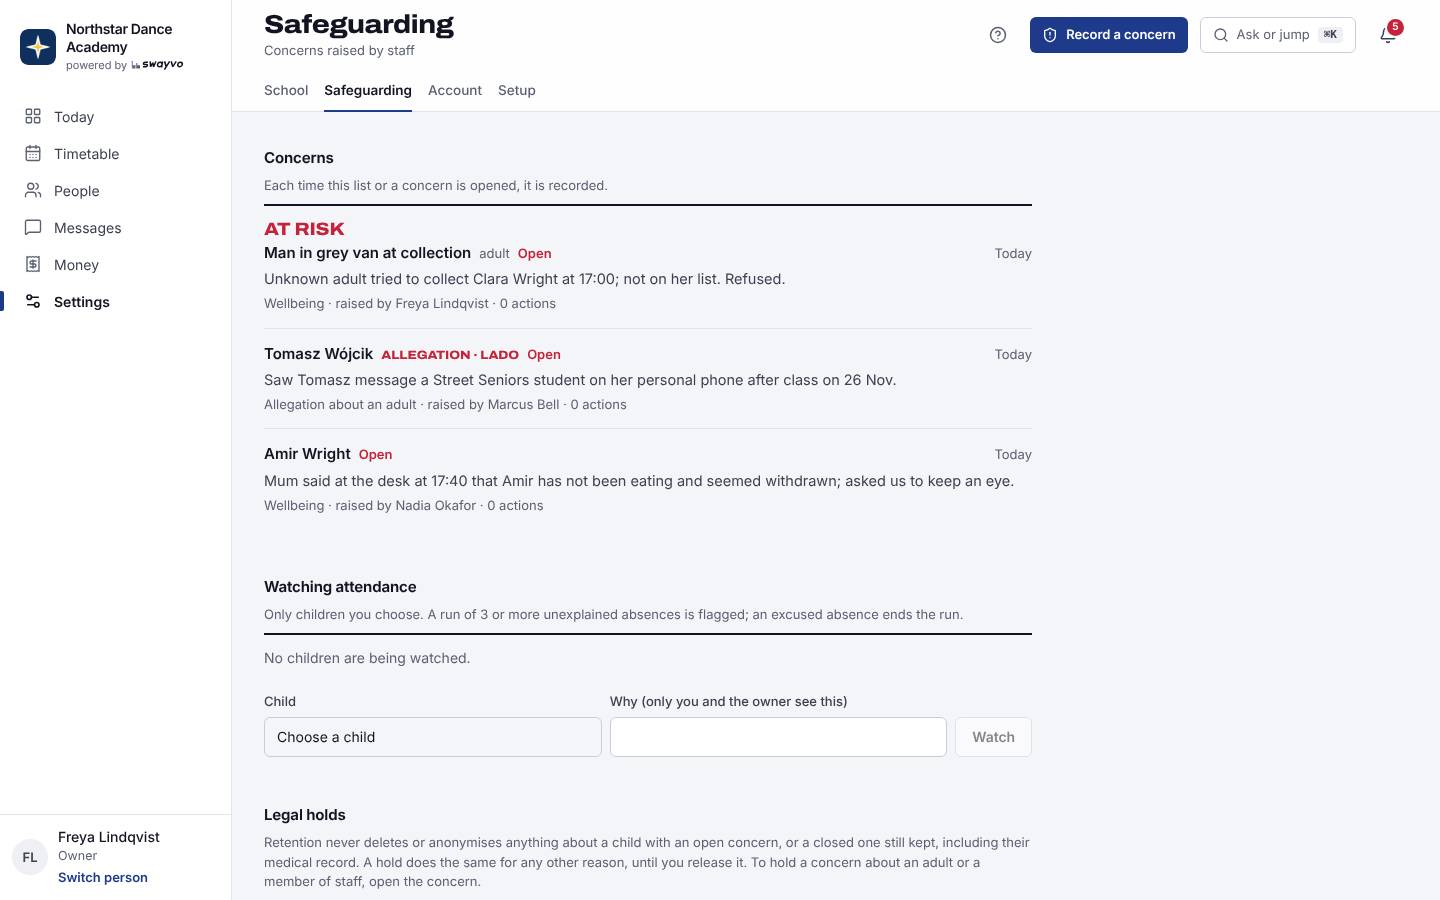 Northstar Dance
Academy
powered by swayvo
Today
Timetable
People
Messages
Money
Settings
Freya Lindqvist
FL
Owner
Switch person
Safeguarding
Concerns raised by staff
Record a concern
Ask or jump ⌘K
5
School Safeguarding Account Setup
Concerns
Each time this list or a concern is opened, it is recorded.
AT RISK
Man in grey van at collection adult Open Today
Unknown adult tried to collect Clara Wright at 17:00; not on her list. Refused.
Wellbeing · raised by Freya Lindqvist · 0 actions
Tomasz Wójcik ALLEGATION · LADO Open Today
Saw Tomasz message a Street Seniors student on her personal phone after class on 26 Nov.
Allegation about an adult · raised by Marcus Bell · 0 actions
Amir Wright Open Today
Mum said at the desk at 17:40 that Amir has not been eating and seemed withdrawn; asked us to keep an eye.
Wellbeing · raised by Nadia Okafor · 0 actions
Watching attendance
Only children you choose. A run of 3 or more unexplained absences is flagged; an excused absence ends the run.
No children are being watched.
Child Why (only you and the owner see this)
Choose a child Watch
Legal holds
Retention never deletes or anonymises anything about a child with an open concern, or a closed one still kept, including their
medical record. A hold does the same for any other reason, until you release it. To hold a concern about an adult or a
member of staff, open the concern.